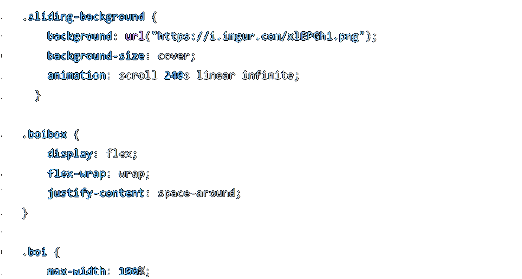 .sliding-background {
background: url("https://i.imgur.com/xlEPGh1.png");
background-size: cover;
animation: scroll 240s linear infinite;
}
.boibox {
display: flex;
flex-wrap: wrap;
justify-content: space-around;
}
.boi {
max-width: 100%;